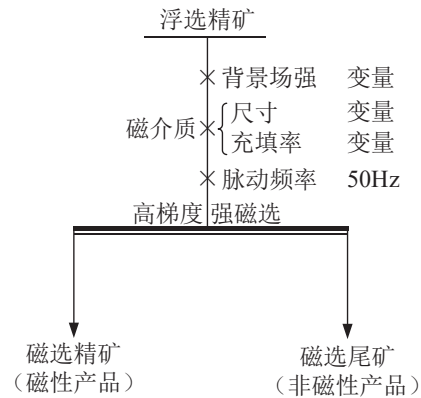 浮选精矿
背景场强 变量
磁介质 尺寸 变量
充填率 变量
脉动频率 50Hz
高梯度强磁选
磁选精矿
（磁性产品）
磁选尾矿
（非磁性产品）